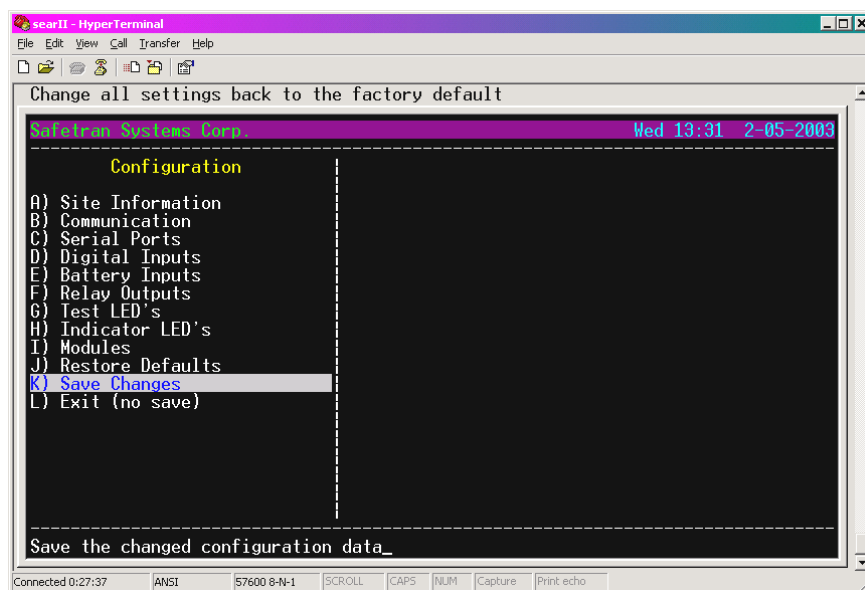 searII - HyperTerminal
File Edit View Call Transfer Help
Change all settings back to the factory default
Safetran Systems Corp. Wed 13:31 2-05-2003
Configuration
A) Site Information
B) Communication
C) Serial Ports
D) Digital Inputs
E) Battery Inputs
F) Relay Outputs
G) Test LED's
H) Indicator LED's
I) Modules
J) Restore Defaults
K) Save Changes
L) Exit (no save)
Save the changed configuration data_
Connected 0:27:37 ANSI 57600 8-N-1 SCROLL CAPS NUM Capture Print echo